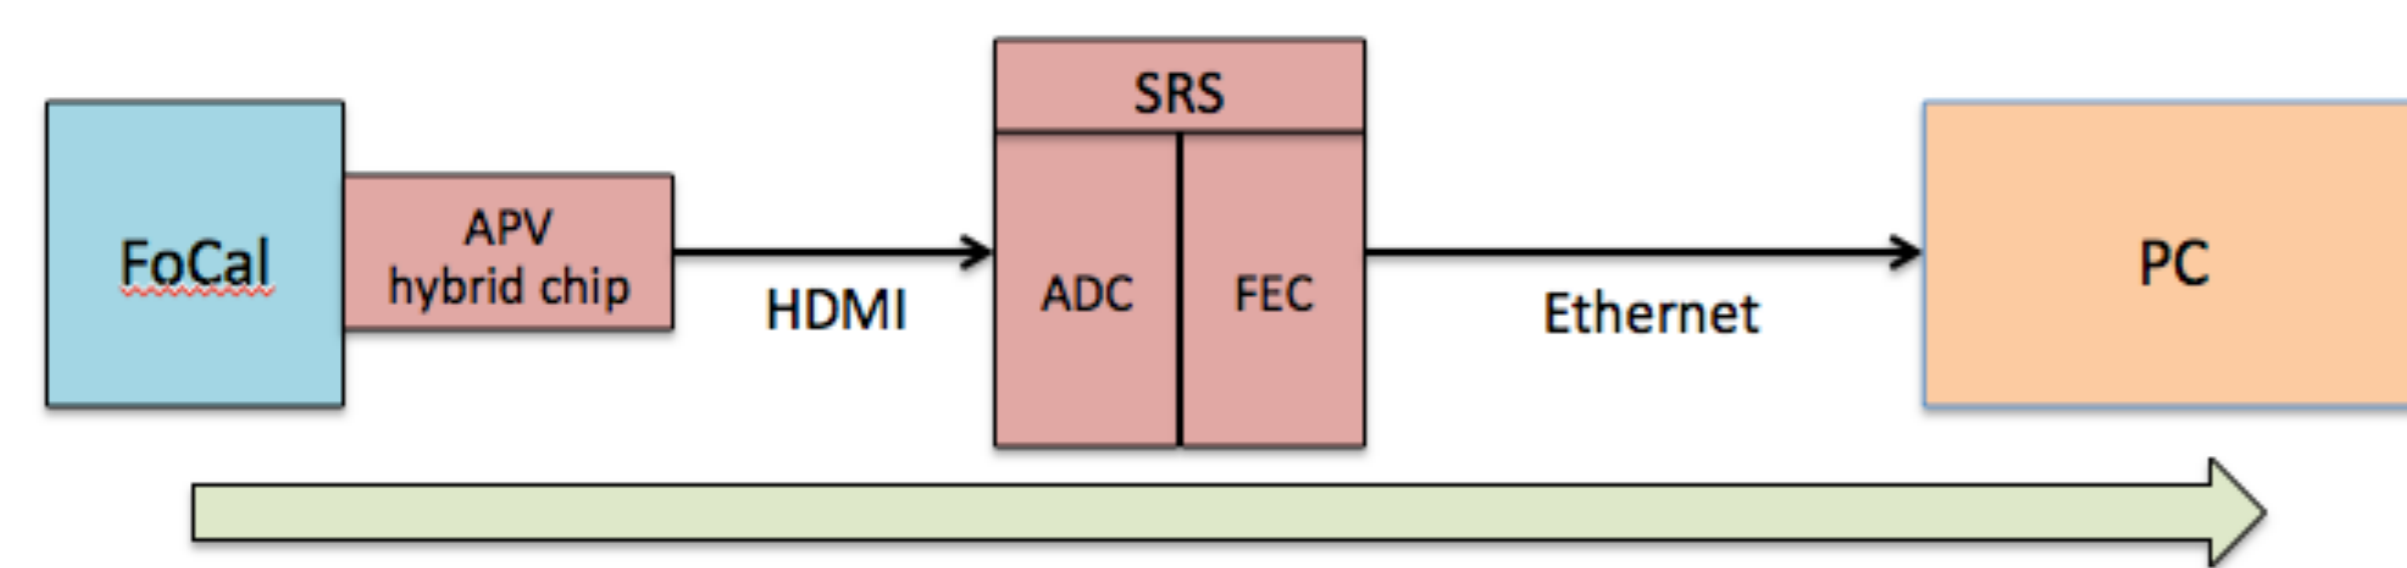 FoCal
APV
hybrid chip
HDMI
SRS
ADC
FEC
Ethernet
PC